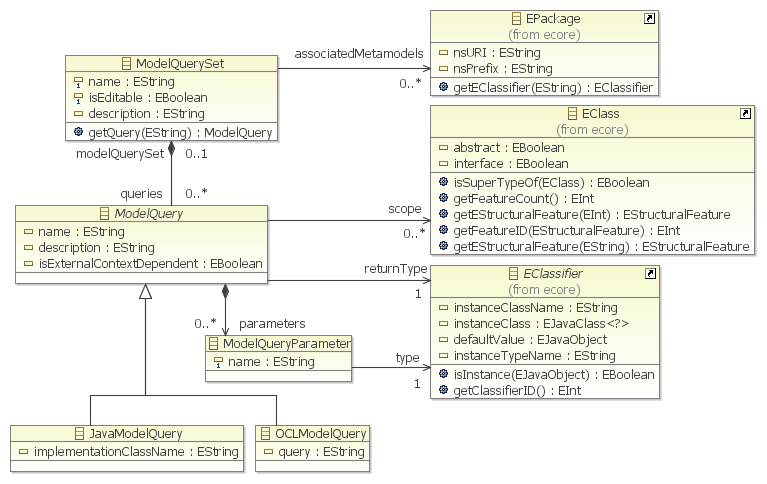 EPackage
(from ecore)
nsURI : EString
nsPrefix : EString
getEClassifier(EString) : EClassifier
associatedMetamodels
0..*
ModelQuerySet
name : EString
isEditable : EBoolean
description : EString
getQuery(EString) : ModelQuery
modelQuerySet
0..1
queries
0..*
EClass
(from ecore)
abstract : EBoolean
interface : EBoolean
isSuperTypeOf(EClass) : EBoolean
getFeatureCount() : EInt
getEStructuralFeature(EInt) : EStructuralFeature
getFeatureID(EStructuralFeature) : EInt
getEStructuralFeature(EString) : EStructuralFeature
scope
0..*
ModelQuery
name : EString
description : EString
isExternalContextDependent : EBoolean
returnType
1
EClassifier
(from ecore)
instanceClassName : EString
instanceClass : EJavaClass<?>
defaultValue : EJavaObject
instanceTypeName : EString
isInstance(EJavaObject) : EBoolean
getClassifierID() : EInt
0..*
parameters
ModelQueryParameter
name : EString
type
1
JavaModelQuery
implementationClassName : EString
OCLModelQuery
query : EString